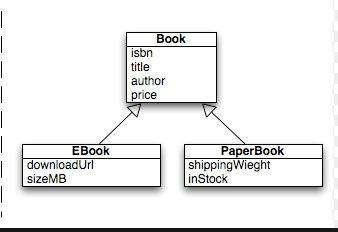 Book
isbn
title
author
price
EBook
downloadUrl
sizeMB
PaperBook
shippingWieght
inStock